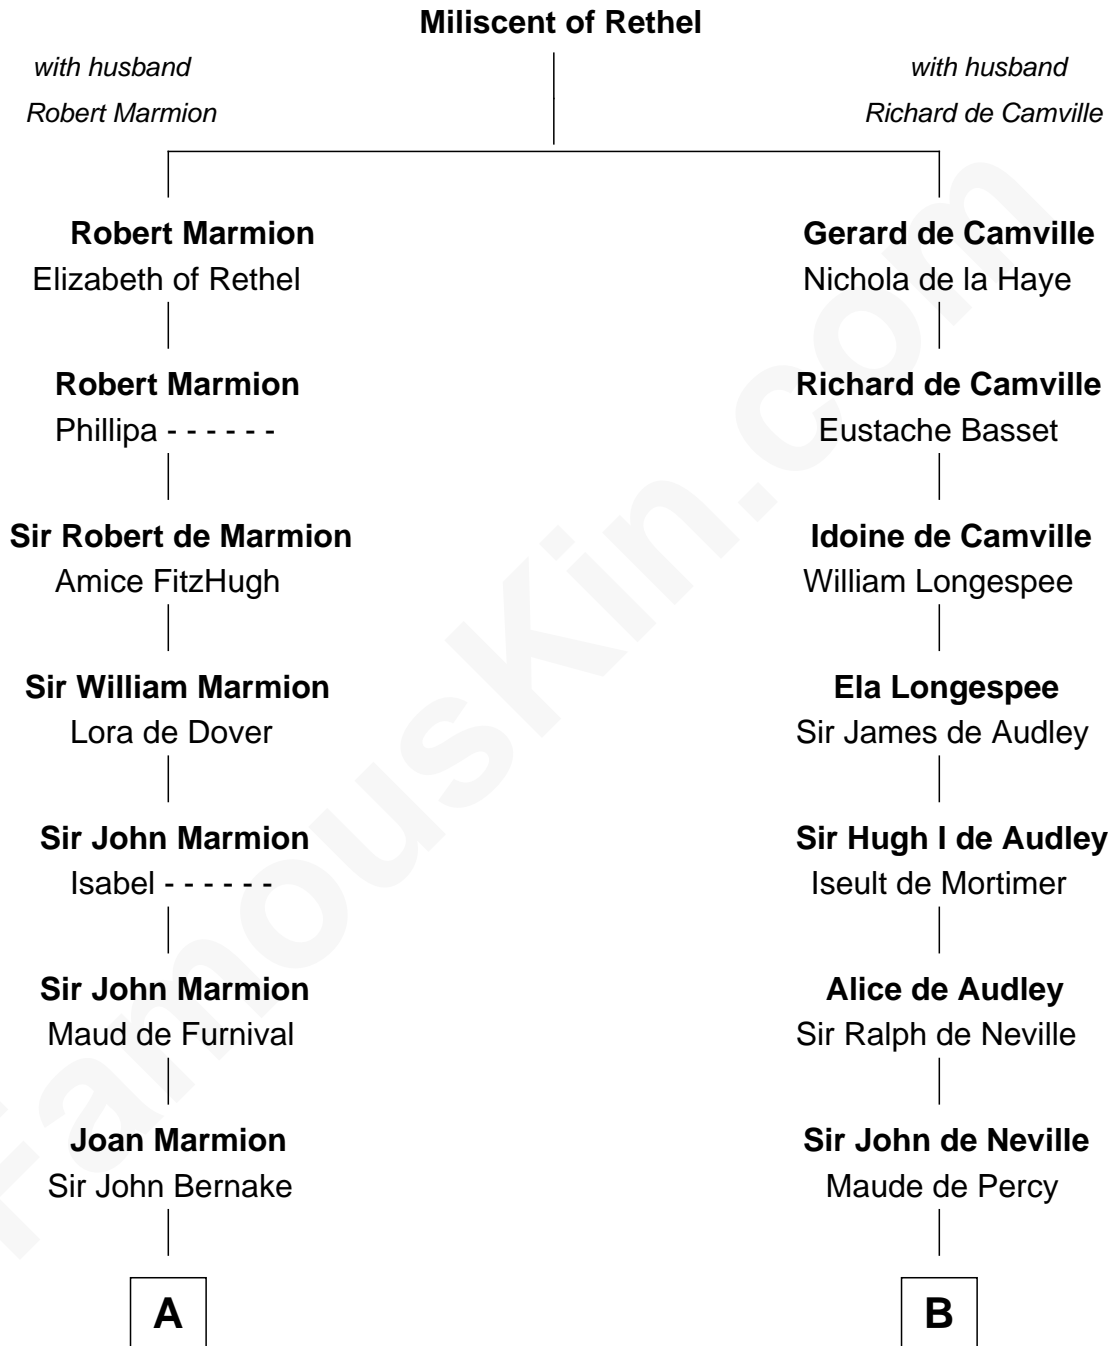 Miliscent of Rethel
with husband
Robert Marmion
with husband
Richard de Camville
Robert Marmion
Elizabeth of Rethel
Gerard de Camville
Nichola de la Haye
Robert Marmion
Phillipa - - - - - -
Richard de Camville
Eustache Basset
Sir Robert de Marmion
Amice FitzHugh
Idoine de Camville
William Longespee
Sir William Marmion
Lora de Dover
Ela Longespee
Sir James de Audley
Sir John Marmion
Isabel - - - - - -
Sir Hugh I de Audley
Iseult de Mortimer
Sir John Marmion
Maud de Furnival
Alice de Audley
Sir Ralph de Neville
Joan Marmion
Sir John Bernake
Sir John de Neville
Maude de Percy
A
B
FamousKin.com